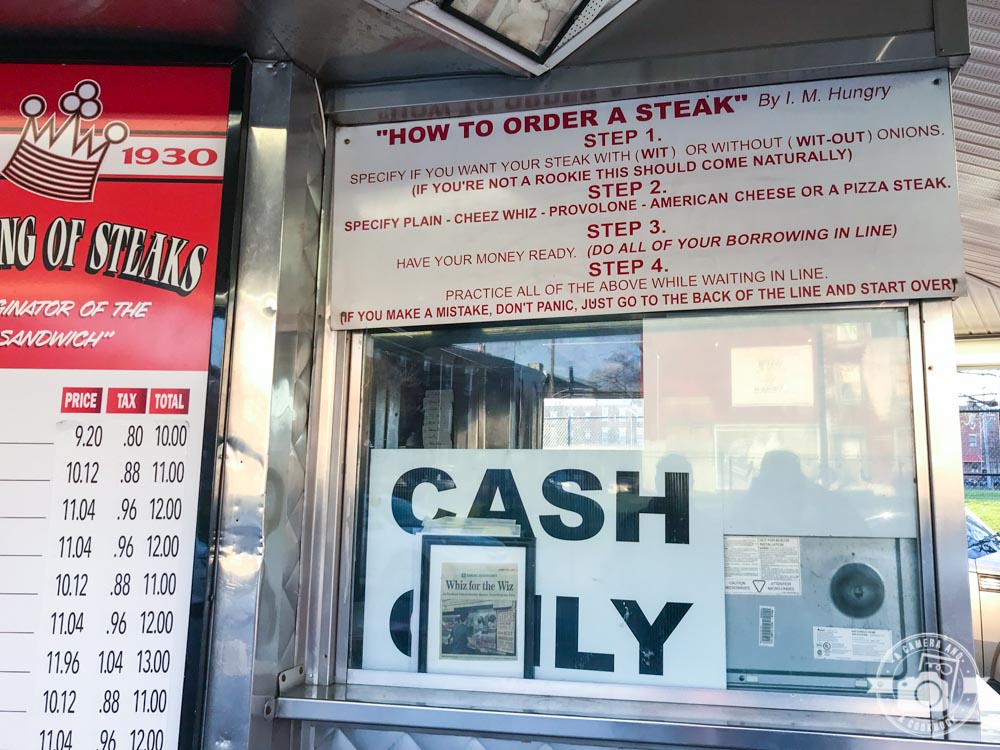 1930
NG OF STEAKS
GINATOR OF THE
SANDWICH"
PRICE TAX TOTAL
9.20 .80 10.00
10.12 .88 11.00
11.04 .96 12.00
11.04 .96 12.00
10.12 .88 11.00
11.04 .96 12.00
11.96 1.04 13.00
10.12 .88 11.00
11.04 .96 12.00
"HOW TO ORDER A STEAK" By I. M. Hungry
STEP 1.
SPECIFY IF YOU WANT YOUR STEAK WITH (WIT) OR WITHOUT (WIT-OUT) ONIONS.
(IF YOU'RE NOT A ROOKIE THIS SHOULD COME NATURALLY)
STEP 2.
SPECIFY PLAIN - CHEEZ WHIZ - PROVOLONE - AMERICAN CHEESE OR A PIZZA STEAK.
STEP 3.
HAVE YOUR MONEY READY. (DO ALL OF YOUR BORROWING IN LINE)
STEP 4.
PRACTICE ALL OF THE ABOVE WHILE WAITING IN LINE.
IF YOU MAKE A MISTAKE, DON'T PANIC, JUST GO TO THE BACK OF THE LINE AND START OVER!
CASH
ONLY
Whiz for the Wiz
CAUTION
ATTENTION
A CAMERA AND
A COOKBOOK